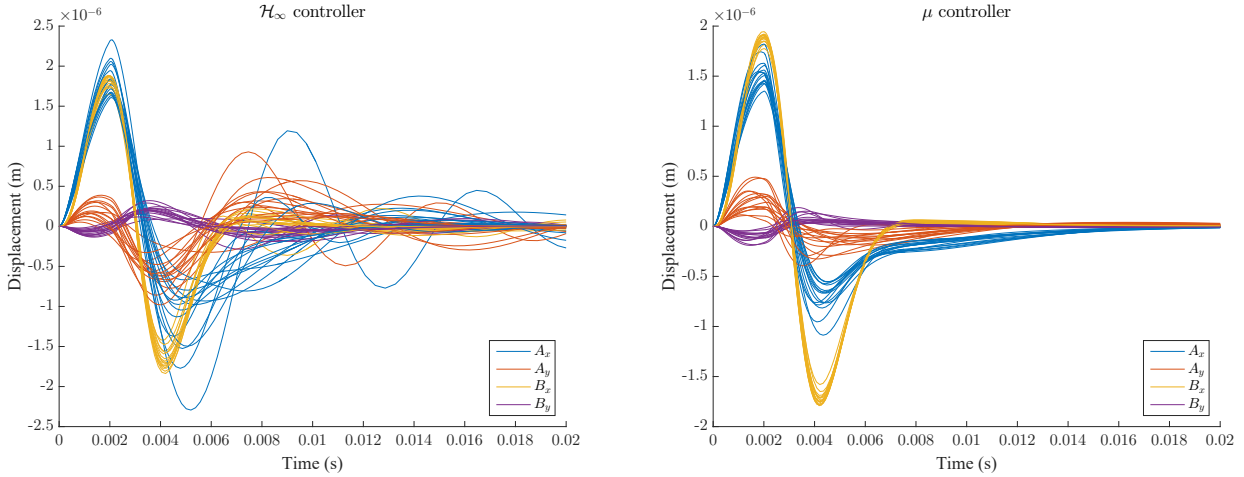 ×10⁻⁶
𝓗∞ controller
2.5
2
1.5
1
0.5
0
-0.5
-1
-1.5
-2
-2.5
Displacement (m)
0 0.002 0.004 0.006 0.008 0.01 0.012 0.014 0.016 0.018 0.02
Time (s)
A_x
A_y
B_x
B_y
×10⁻⁶
μ controller
2
1.5
1
0.5
0
-0.5
-1
-1.5
-2
Displacement (m)
0 0.002 0.004 0.006 0.008 0.01 0.012 0.014 0.016 0.018 0.02
Time (s)
A_x
A_y
B_x
B_y